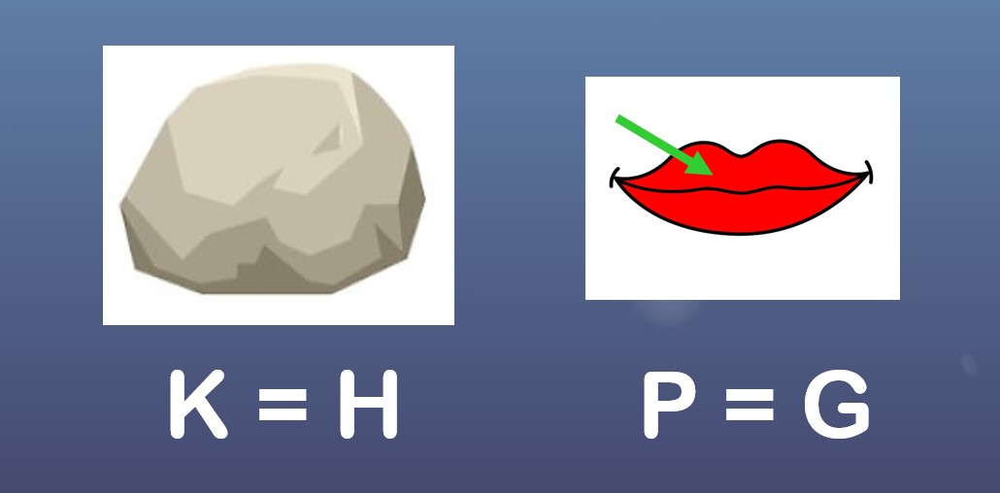 K = H
P = G